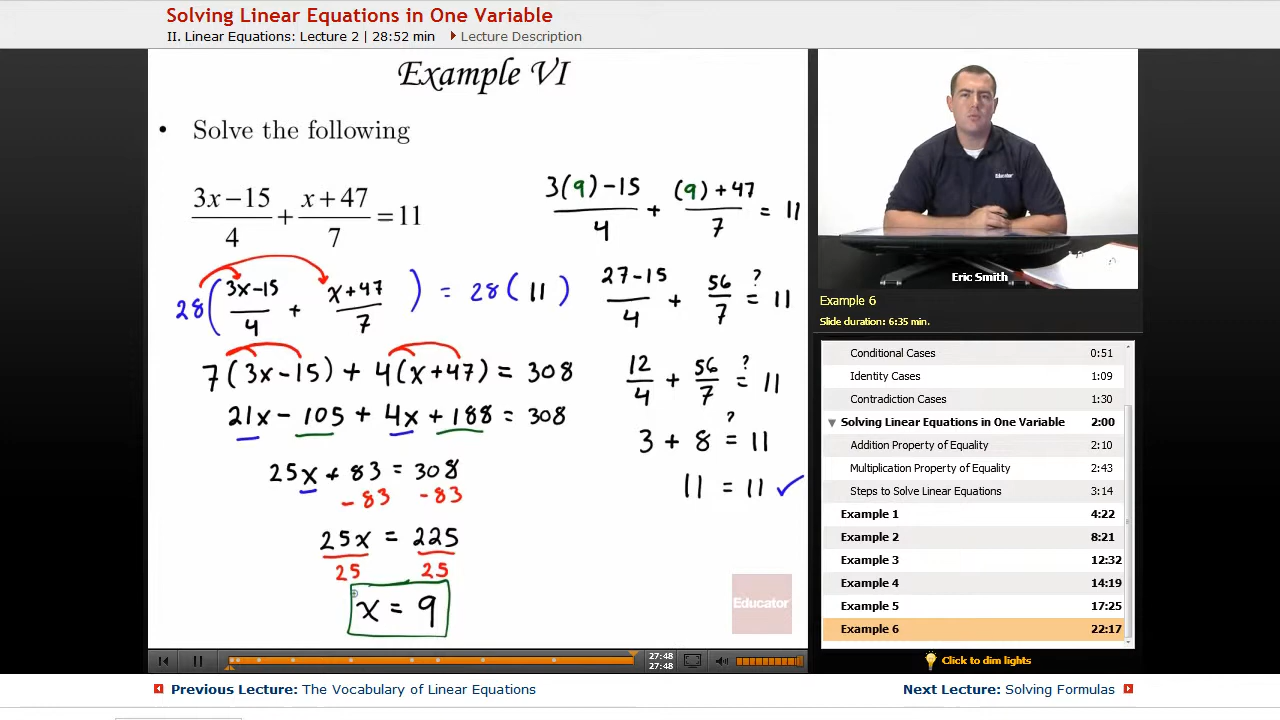 Solving Linear Equations in One Variable
II. Linear Equations: Lecture 2 | 28:52 min Lecture Description
Example VI
• Solve the following
3x − 15 / 4 + x + 47 / 7 = 11
28 ( 3x − 15 / 4 + x + 47 / 7 ) = 28 ( 11 )
7 ( 3x − 15 ) + 4 ( x + 47 ) = 308
21x − 105 + 4x + 188 = 308
25x + 83 = 308
− 83 − 83
25x = 225
25 25
x = 9
3(9) − 15 / 4 + (9) + 47 / 7 = 11
27 − 15 / 4 + 56 / 7 =? 11
12 / 4 + 56 / 7 =? 11
3 + 8 =? 11
11 = 11 ✓
Educator
Educator
Eric Smith
Example 6
Slide duration: 6:35 min.
Conditional Cases 0:51
Identity Cases 1:09
Contradiction Cases 1:30
Solving Linear Equations in One Variable 2:00
Addition Property of Equality 2:10
Multiplication Property of Equality 2:43
Steps to Solve Linear Equations 3:14
Example 1 4:22
Example 2 8:21
Example 3 12:32
Example 4 14:19
Example 5 17:25
Example 6 22:17
27:48
27:48
Click to dim lights
Previous Lecture: The Vocabulary of Linear Equations
Next Lecture: Solving Formulas